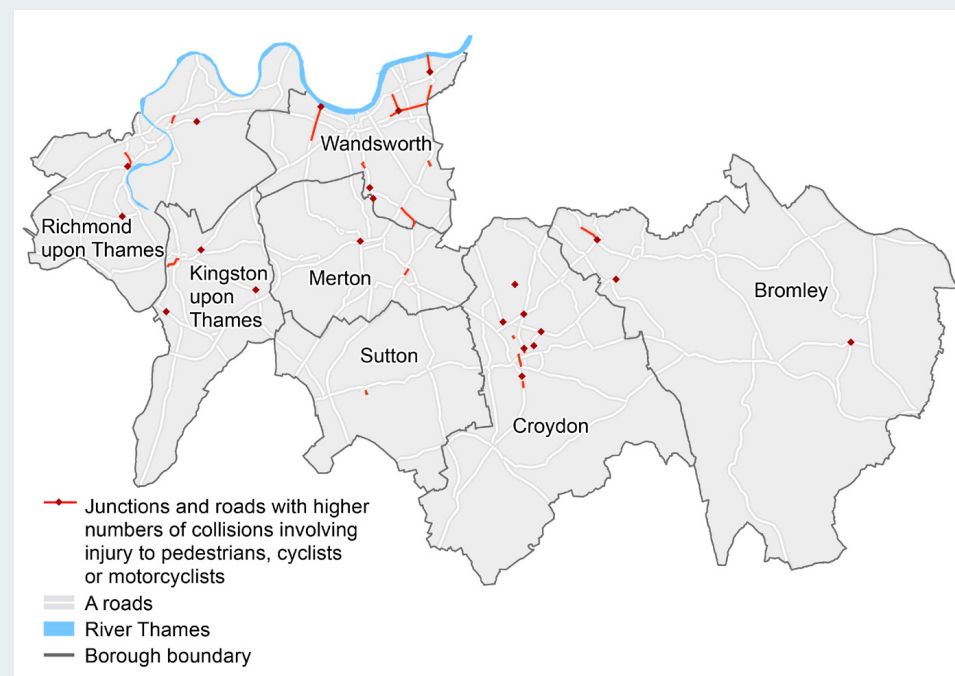 Wandsworth
Richmond
upon Thames
Kingston
upon
Thames
Merton
Bromley
Sutton
Croydon
Junctions and roads with higher
numbers of collisions involving
injury to pedestrians, cyclists
or motorcyclists
A roads
River Thames
Borough boundary